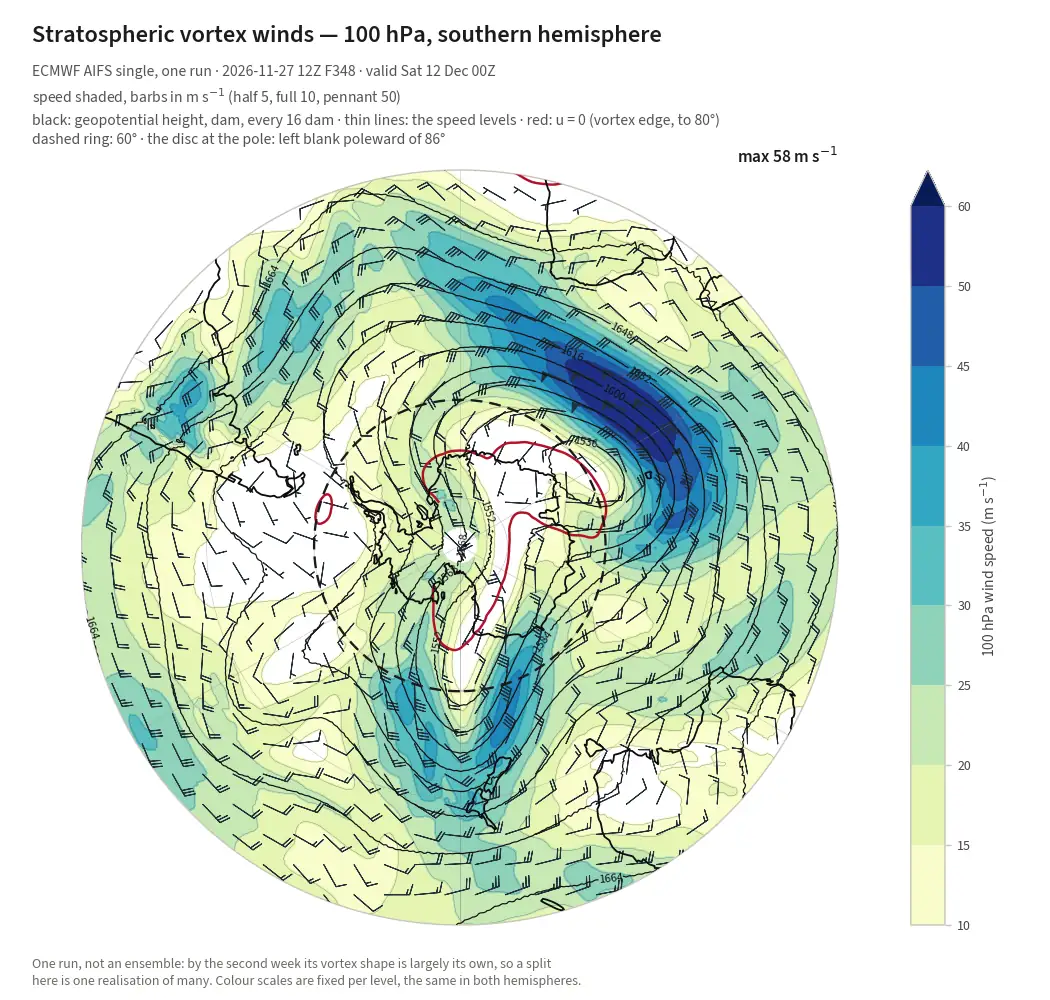 Stratospheric vortex winds — 100 hPa, southern hemisphere
ECMWF AIFS single, one run · 2026-11-27 12Z F348 · valid Sat 12 Dec 00Z
speed shaded, barbs in m s⁻¹ (half 5, full 10, pennant 50)
black: geopotential height, dam, every 16 dam · thin lines: the speed levels · red: u = 0 (vortex edge, to 80°)
dashed ring: 60° · the disc at the pole: left blank poleward of 86°
max 58 m s⁻¹
60
50
45
40
35
30
25
20
15
10
100 hPa wind speed (m s⁻¹)
1664
1648
1616
1600
1536
1552
1664
1664
One run, not an ensemble: by the second week its vortex shape is largely its own, so a split
here is one realisation of many. Colour scales are fixed per level, the same in both hemispheres.